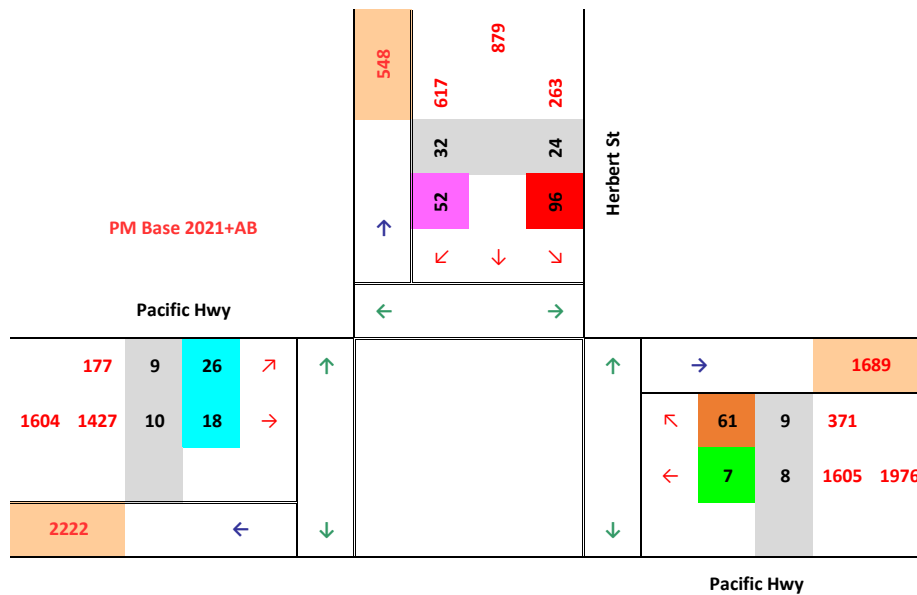 879
548
617 263
32 24
52 96
Herbert St
PM Base 2021+AB
↑
↙ ↓ ↘
Pacific Hwy
← →
177 9 26 ↗ ↑ ↑ → 1689
1604 1427 10 18 → ↖ 61 9 371
← 7 8 1605 1976
2222 ← ↓ ↓
Pacific Hwy